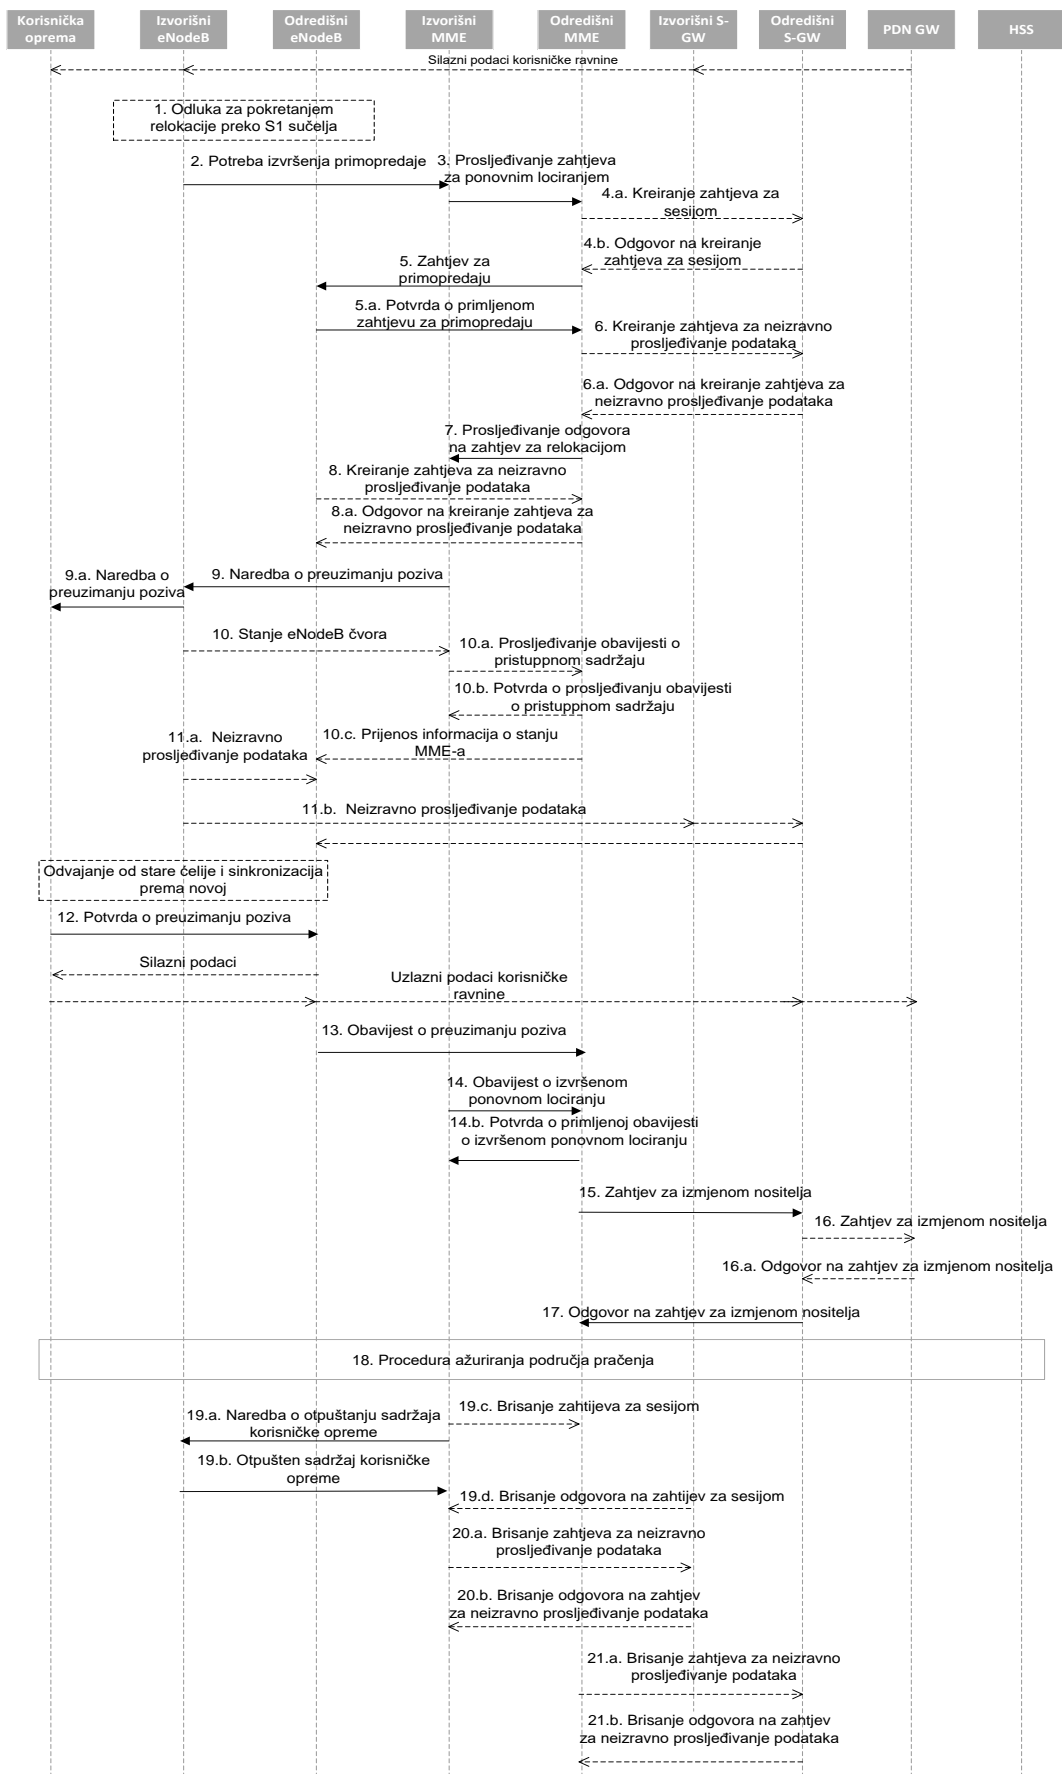 Korisnička
oprema
Izvorišni
eNodeB
Odredišni
eNodeB
Izvorišni
MME
Odredišni
MME
Izvorišni S-
GW
Odredišni
S-GW
PDN GW
HSS
Silazni podaci korisničke ravnine
1. Odluka za pokretanjem
relokacije preko S1 sučelja
2. Potreba izvršenja primopredaje
3. Prosljeđivanje zahtjeva
za ponovnim lociranjem
4.a. Kreiranje zahtjeva za
sesijom
4.b. Odgovor na kreiranje
zahtjeva za sesijom
5. Zahtjev za
primopredaju
5.a. Potvrda o primljenom
zahtjevu za primopredaju
6. Kreiranje zahtjeva za neizravno
prosljeđivanje podataka
6.a. Odgovor na kreiranje zahtjeva za
neizravno prosljeđivanje podataka
7. Prosljeđivanje odgovora
na zahtjev za relokacijom
8. Kreiranje zahtjeva za neizravno
prosljeđivanje podataka
8.a. Odgovor na kreiranje zahtjeva za
neizravno prosljeđivanje podataka
9. Naredba o preuzimanju poziva
9.a. Naredba o
preuzimanju poziva
10. Stanje eNodeB čvora
10.a. Prosljeđivanje obavijesti o
pristuppnom sadržaju
10.b. Potvrda o prosljeđivanju obavijesti
o pristuppnom sadržaju
10.c. Prijenos informacija o stanju
MME-a
11.a. Neizravno
prosljeđivanje podataka
11.b. Neizravno prosljeđivanje podataka
Odvajanje od stare ćelije i sinkronizacija
prema novoj
12. Potvrda o preuzimanju poziva
Silazni podaci
Uzlazni podaci korisničke
ravnine
13. Obavijest o preuzimanju poziva
14. Obavijest o izvršenom
ponovnom lociranju
14.b. Potvrda o primljenoj obavijesti
o izvršenom ponovnom lociranju
15. Zahtjev za izmjenom nositelja
16. Zahtjev za izmjenom nositelja
16.a. Odgovor na zahtjev za izmjenom nositelja
17. Odgovor na zahtjev za izmjenom nositelja
18. Procedura ažuriranja područja pračenja
19.a. Naredba o otpuštanju sadržaja
korisničke opreme
19.c. Brisanje zahtijeva za sesijom
19.b. Otpušten sadržaj korisničke
opreme
19.d. Brisanje odgovora na zahtijev za sesijom
20.a. Brisanje zahtjeva za neizravno
prosljeđivanje podataka
20.b. Brisanje odgovora na zahtjev
za neizravno prosljeđivanje podataka
21.a. Brisanje zahtjeva za neizravno
prosljeđivanje podataka
21.b. Brisanje odgovora na zahtjev
za neizravno prosljeđivanje podataka